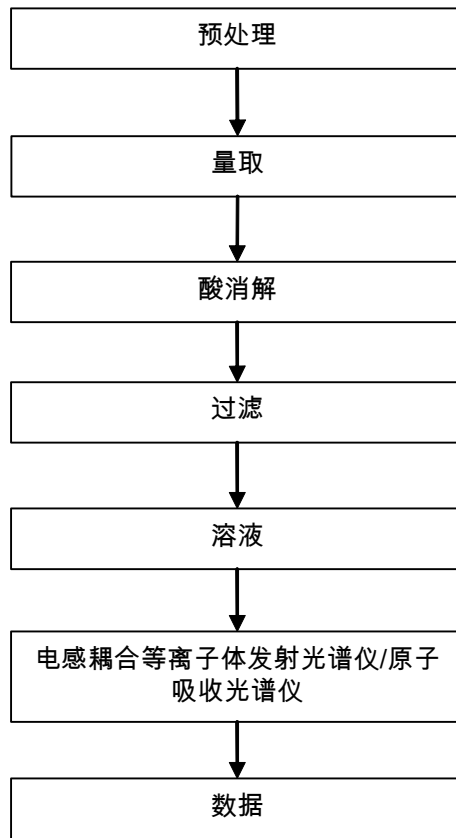 预处理
量取
酸消解
过滤
溶液
电感耦合等离子体发射光谱仪/原子
吸收光谱仪
数据